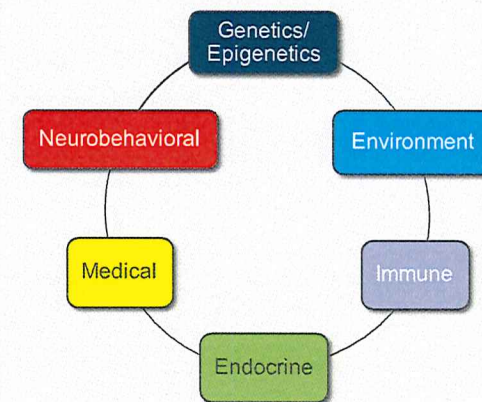 Genetics/
Epigenetics
Neurobehavioral
Environment
Medical
Immune
Endocrine